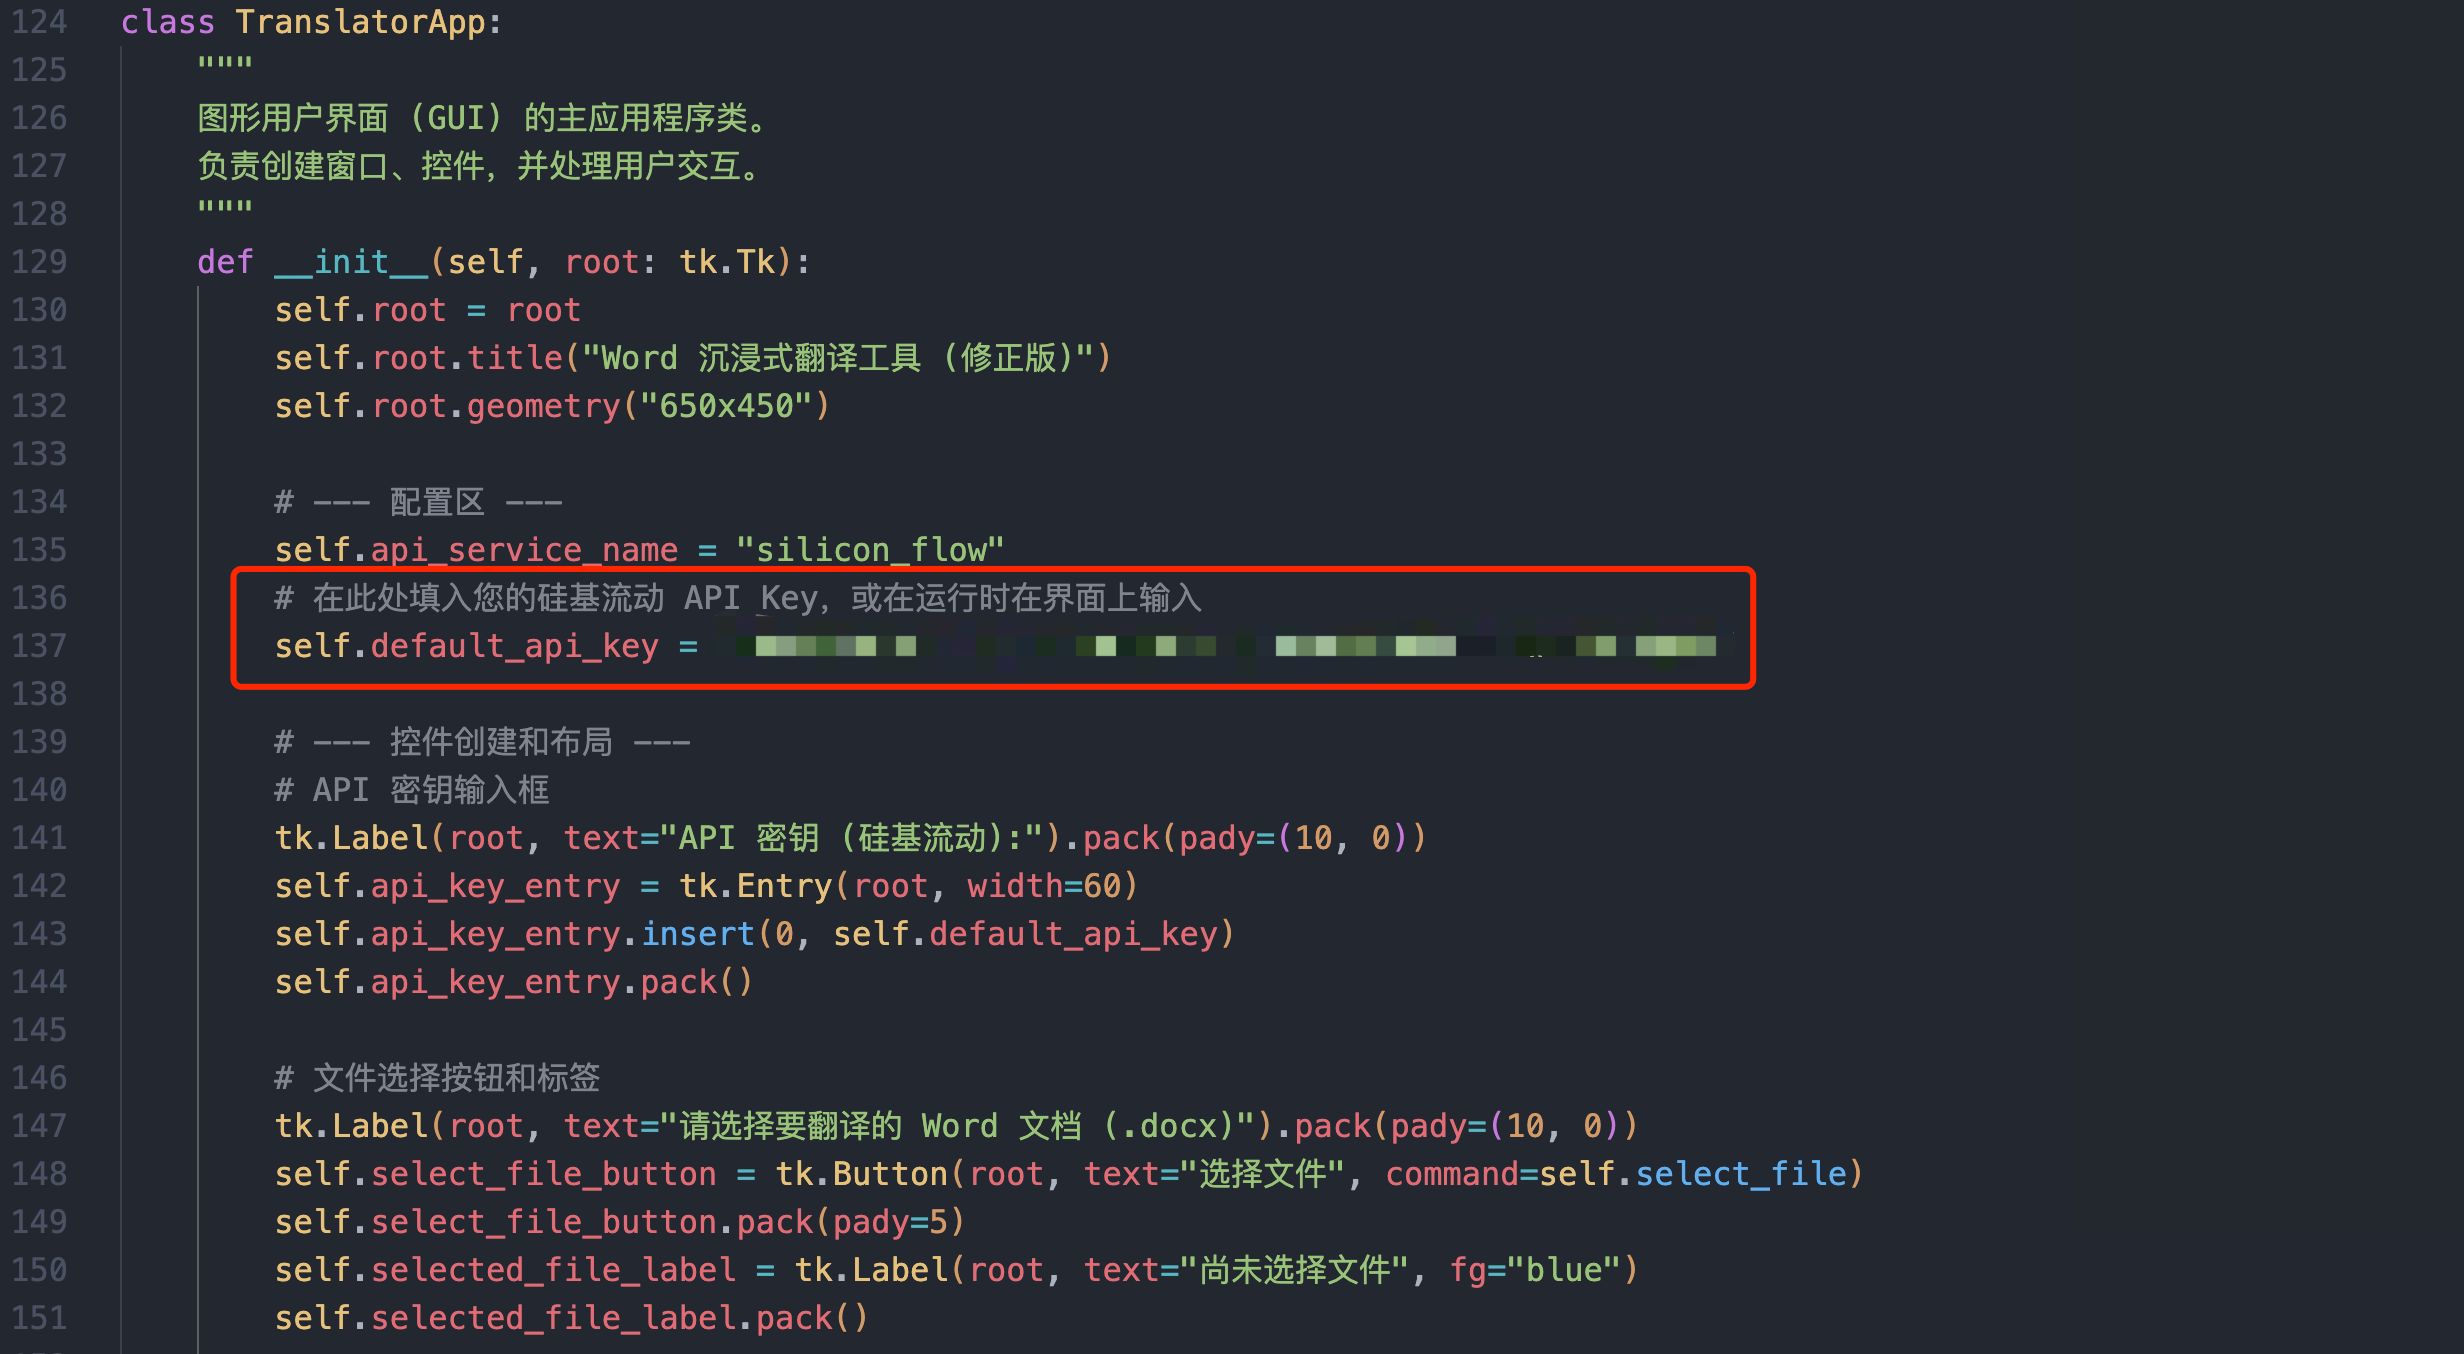 124 class TranslatorApp:
125 """
126 图形用户界面 (GUI) 的主应用程序类。
127 负责创建窗口、控件，并处理用户交互。
128 """
129 def __init__(self, root: tk.Tk):
130 self.root = root
131 self.root.title("Word 沉浸式翻译工具 (修正版)")
132 self.root.geometry("650x450")
133
134 # --- 配置区 ---
135 self.api_service_name = "silicon_flow"
136 # 在此处填入您的硅基流动 API Key，或在运行时在界面上输入
137 self.default_api_key =
138
139 # --- 控件创建和布局 ---
140 # API 密钥输入框
141 tk.Label(root, text="API 密钥 (硅基流动):").pack(pady=(10, 0))
142 self.api_key_entry = tk.Entry(root, width=60)
143 self.api_key_entry.insert(0, self.default_api_key)
144 self.api_key_entry.pack()
145
146 # 文件选择按钮和标签
147 tk.Label(root, text="请选择要翻译的 Word 文档 (.docx)").pack(pady=(10, 0))
148 self.select_file_button = tk.Button(root, text="选择文件", command=self.select_file)
149 self.select_file_button.pack(pady=5)
150 self.selected_file_label = tk.Label(root, text="尚未选择文件", fg="blue")
151 self.selected_file_label.pack()